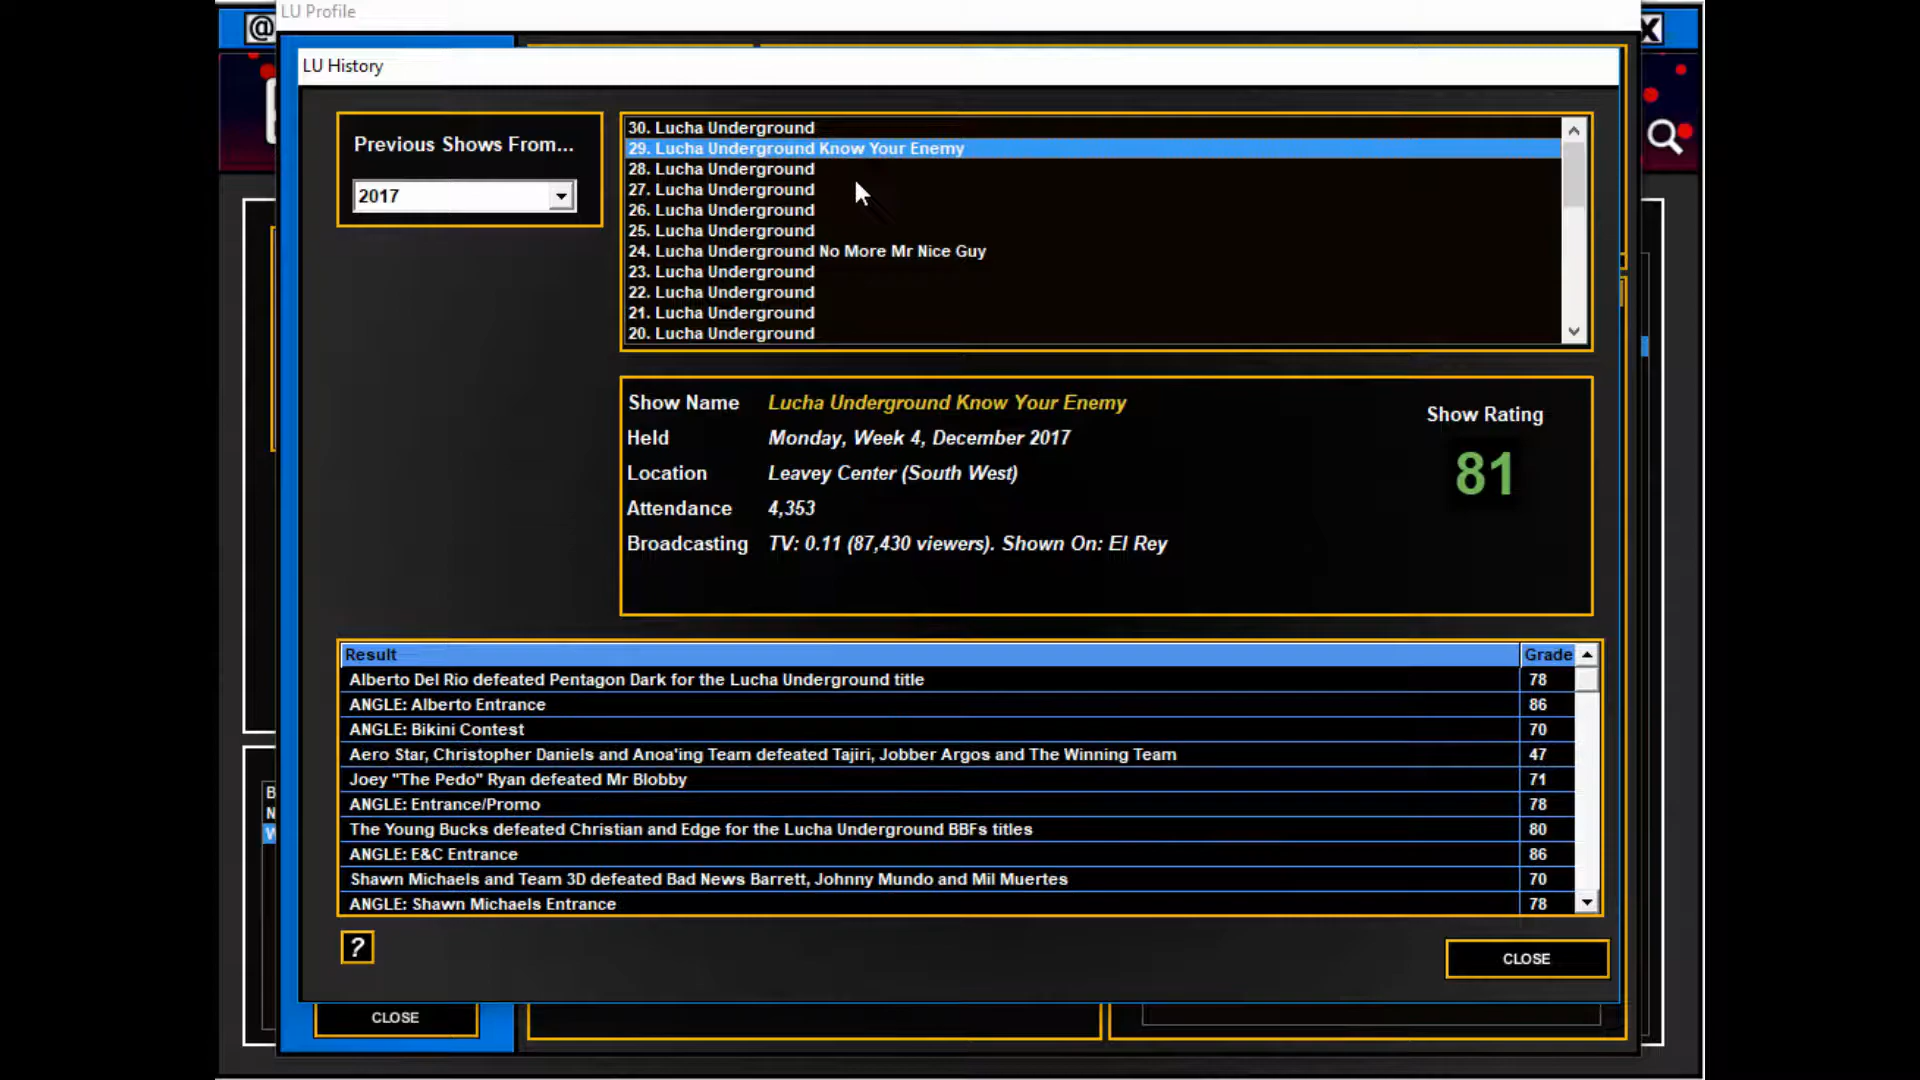 LU Profile
@
X
LU History
Previous Shows From...
2017
30. Lucha Underground
29. Lucha Underground Know Your Enemy
28. Lucha Underground
27. Lucha Underground
26. Lucha Underground
25. Lucha Underground
24. Lucha Underground No More Mr Nice Guy
23. Lucha Underground
22. Lucha Underground
21. Lucha Underground
20. Lucha Underground
Show Name Lucha Underground Know Your Enemy
Held Monday, Week 4, December 2017
Location Leavey Center (South West)
Attendance 4,353
Broadcasting TV: 0.11 (87,430 viewers). Shown On: El Rey
Show Rating
81
Result Grade
Alberto Del Rio defeated Pentagon Dark for the Lucha Underground title 78
ANGLE: Alberto Entrance 86
ANGLE: Bikini Contest 70
Aero Star, Christopher Daniels and Anoa'ing Team defeated Tajiri, Jobber Argos and The Winning Team 47
Joey "The Pedo" Ryan defeated Mr Blobby 71
ANGLE: Entrance/Promo 78
The Young Bucks defeated Christian and Edge for the Lucha Underground BBFs titles 80
ANGLE: E&C Entrance 86
Shawn Michaels and Team 3D defeated Bad News Barrett, Johnny Mundo and Mil Muertes 70
ANGLE: Shawn Michaels Entrance 78
?
CLOSE
CLOSE